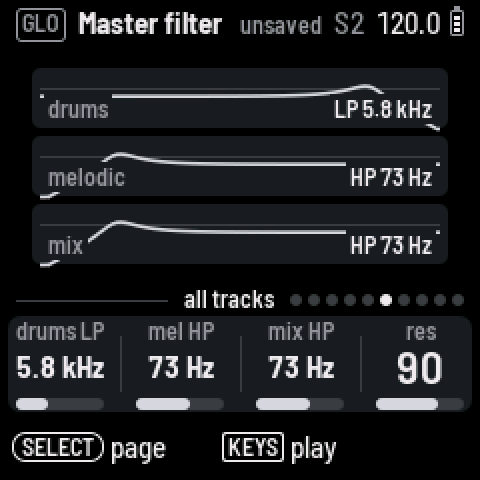 GLO Master filter unsaved S2 120.0
drums LP 5.8 kHz
melodic HP 73 Hz
mix HP 73 Hz
all tracks
drums LP mel HP mix HP res
5.8 kHz 73 Hz 73 Hz 90
SELECT page KEYS play